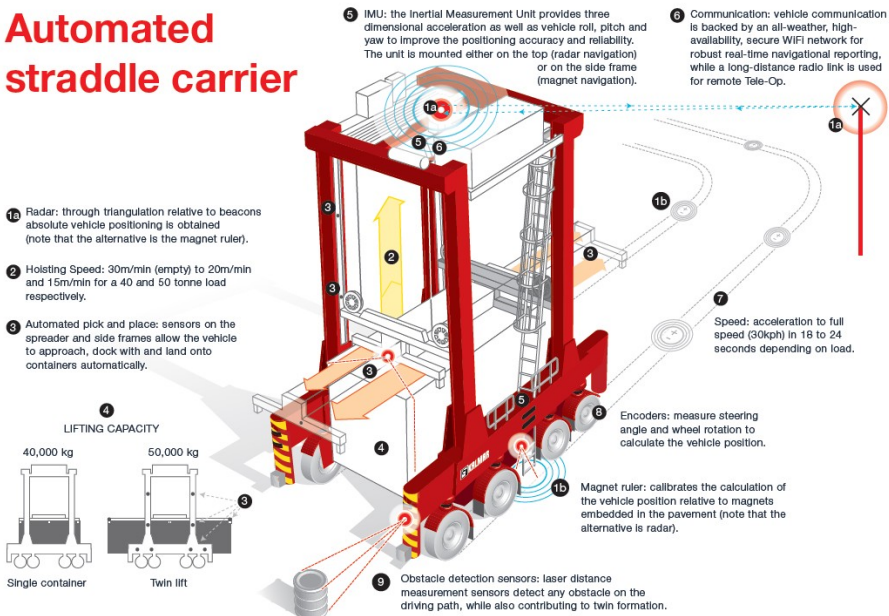 Automated
straddle carrier
5 IMU: the Inertial Measurement Unit provides three
dimensional acceleration as well as vehicle roll, pitch and
yaw to improve the positioning accuracy and reliability.
The unit is mounted either on the top (radar navigation)
or on the side frame
(magnet navigation).
6 Communication: vehicle communication
is backed by an all-weather, high-
availability, secure WiFi network for
robust real-time navigational reporting,
while a long-distance radio link is used
for remote Tele-Op.
1a
1a
5
6
1b
1a Radar: through triangulation relative to beacons
absolute vehicle positioning is obtained
(note that the alternative is the magnet ruler).
3
2
3
2 Hoisting Speed: 30m/min (empty) to 20m/min
and 15m/min for a 40 and 50 tonne load
respectively.
3
7
Speed: acceleration to full
speed (30kph) in 18 to 24
seconds depending on load.
3 Automated pick and place: sensors on the
spreader and side frames allow the vehicle
to approach, dock with and land onto
containers automatically.
3
5
4
LIFTING CAPACITY
40,000 kg
50,000 kg
3
Single container
Twin lift
4
KALMAR
8
Encoders: measure steering
angle and wheel rotation to
calculate the vehicle position.
1b
Magnet ruler: calibrates the calculation of
the vehicle position relative to magnets
embedded in the pavement (note that the
alternative is radar).
9 Obstacle detection sensors: laser distance
measurement sensors detect any obstacle on the
driving path, while also contributing to twin formation.